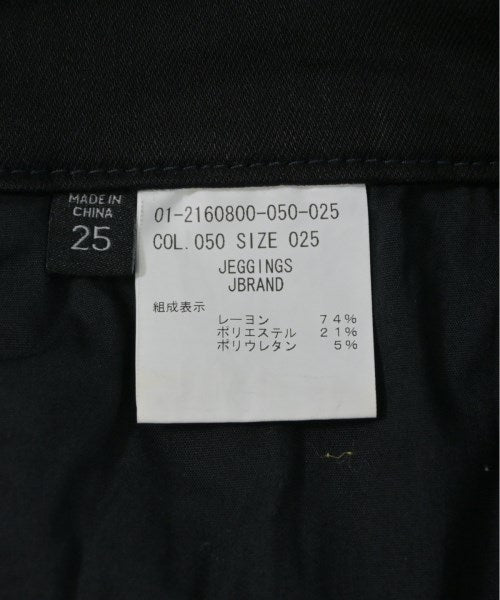 MADE IN
CHINA
25
01-2160800-050-025
COL.050 SIZE 025
JEGGINGS
JBRAND
組成表示
レーヨン 74%
ポリエステル 21%
ポリウレタン 5%